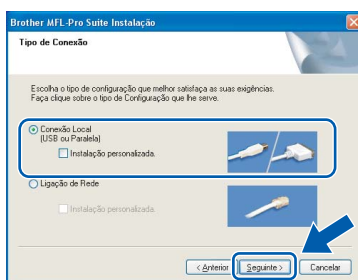 Brother MFL-Pro Suite Instalação
Tipo de Conexão
Escolha o tipo de configuração que melhor satisfaça as suas exigências.
Faça clique sobre o tipo de Configuração que lhe serve.
Conexão Local
(USB ou Paralela)
Instalação personalizada.
Ligação de Rede
Instalação personalizada
< Anterior
Seguinte >
Cancelar